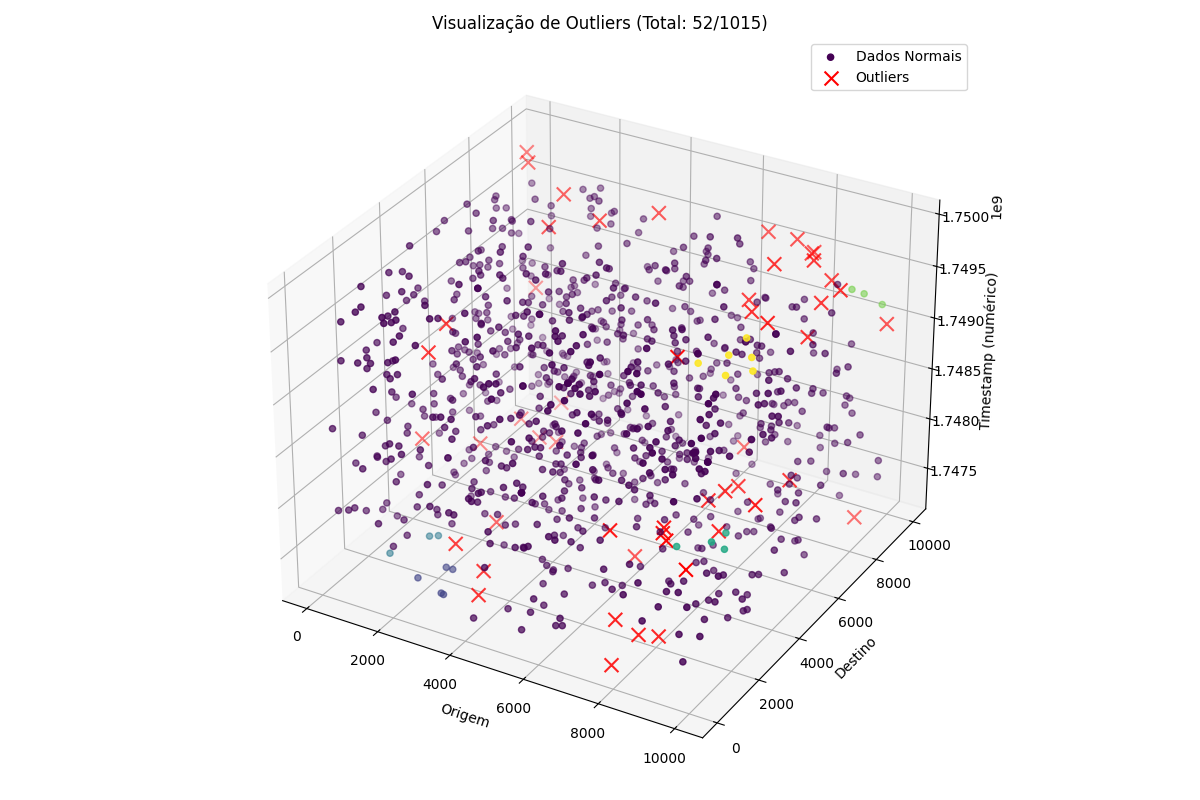 Visualização de Outliers (Total: 52/1015)
Dados Normais
Outliers
1e9
1.7500
1.7495
1.7490
1.7485
1.7480
1.7475
Timestamp (numérico)
0
2000
4000
6000
8000
10000
Origem
0
2000
4000
6000
8000
10000
Destino